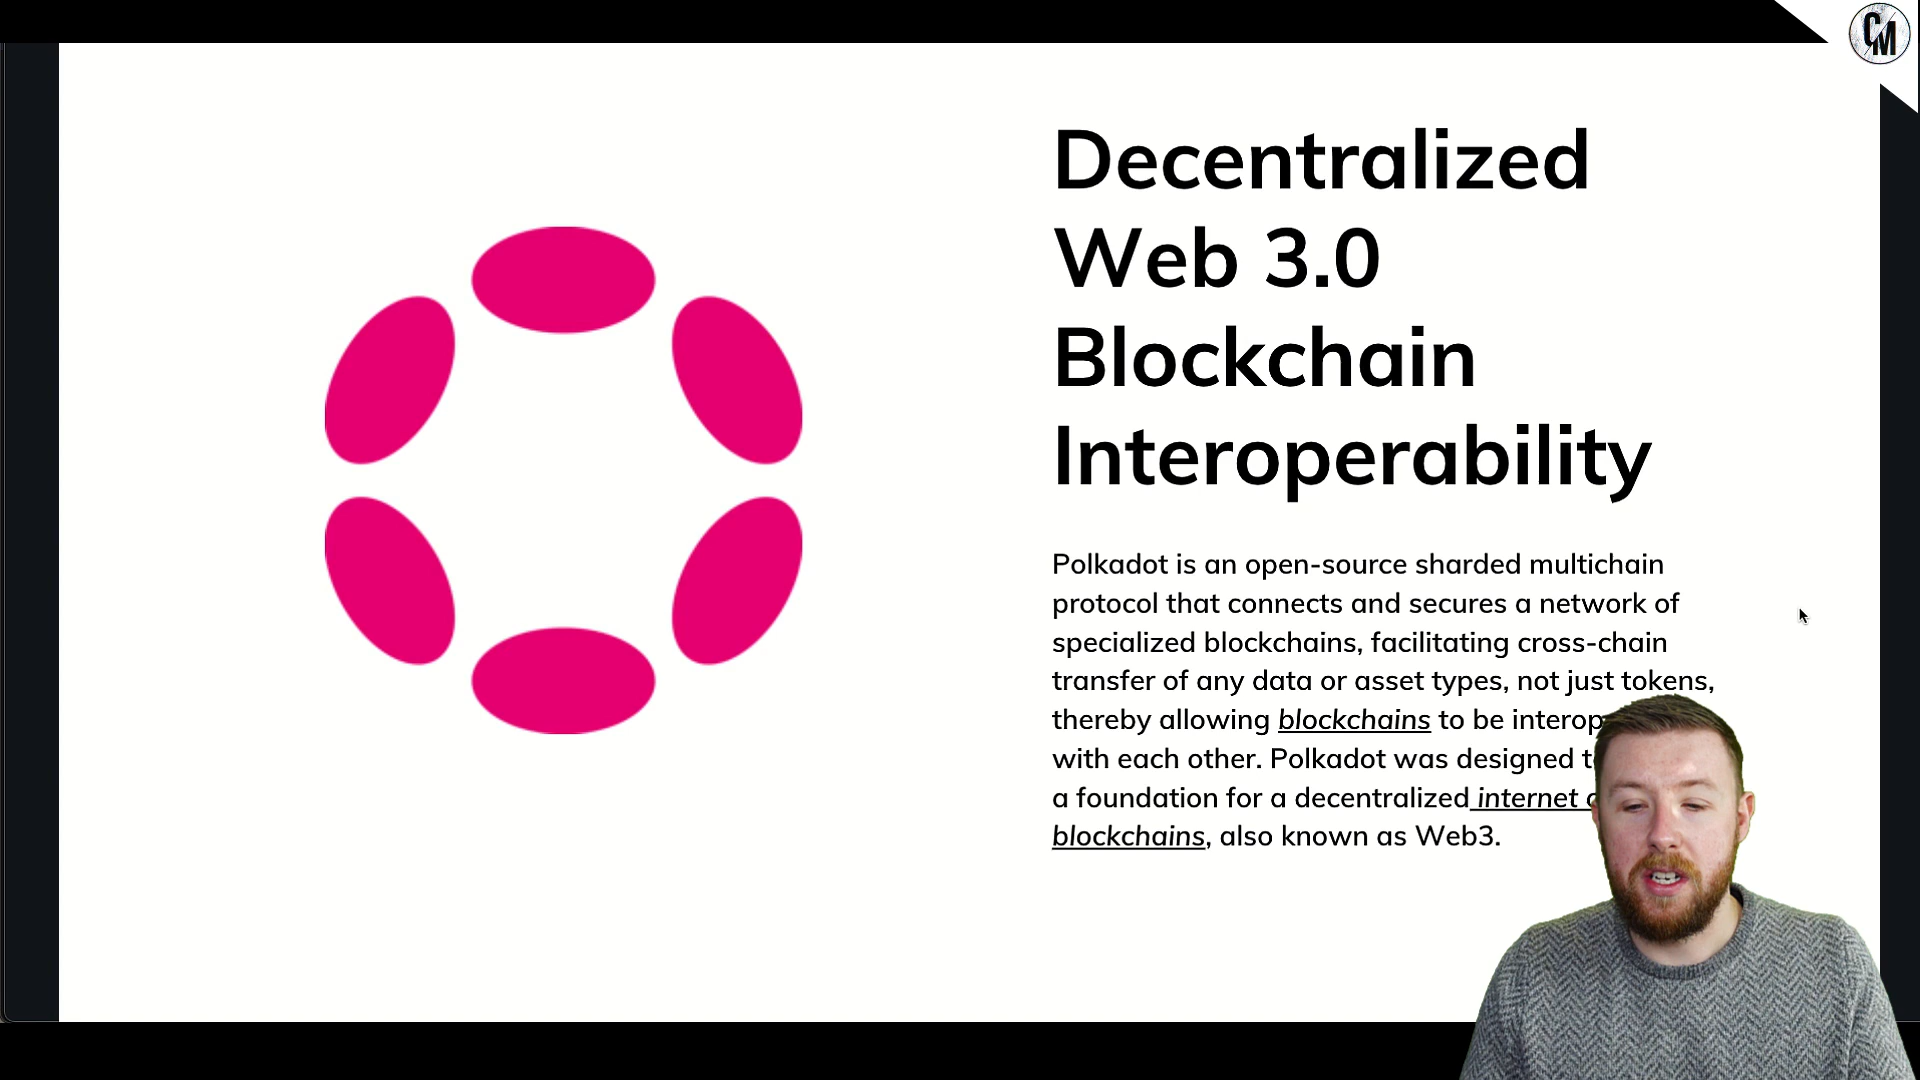 CM
Decentralized
Web 3.0
Blockchain
Interoperability
Polkadot is an open-source sharded multichain
protocol that connects and secures a network of
specialized blockchains, facilitating cross-chain
transfer of any data or asset types, not just tokens,
thereby allowing blockchains to be
with each other. Polkadot was designed
a foundation for a decentralized internet
blockchains, also known as Web3.